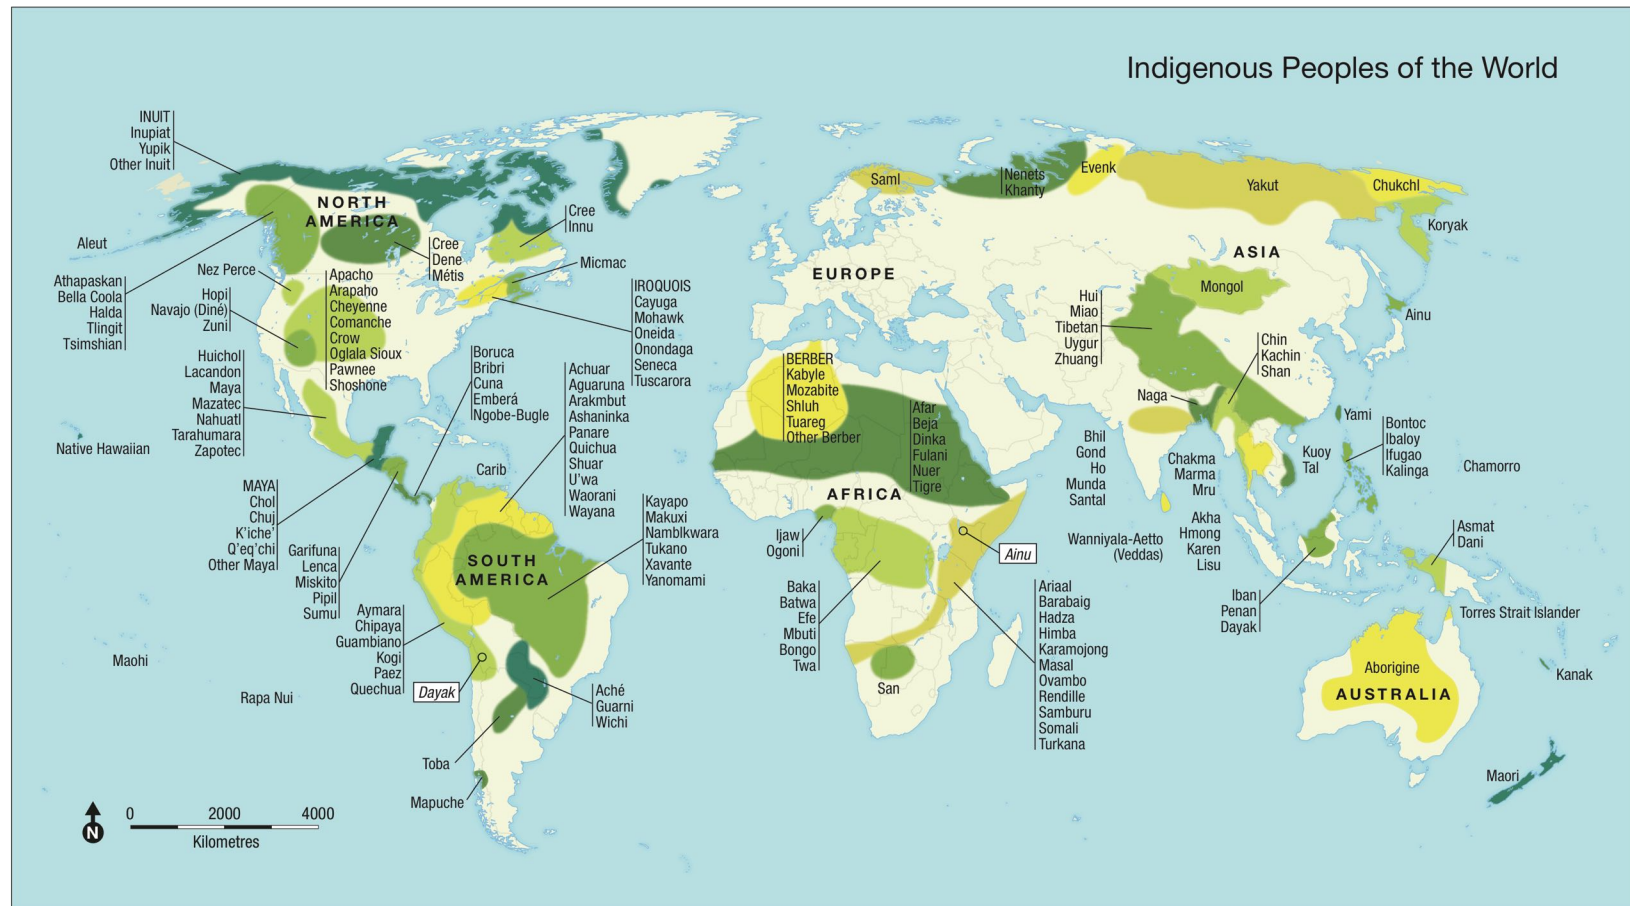 Indigenous Peoples of the World
INUIT
Inupiat
Yupik
Other Inuit
NORTH
AMERICA
Aleut
Cree
Innu
Cree
Dene
Métis
Micmac
Athapaskan
Bella Coola
Halda
Tlingit
Tsimshian
Nez Perce
Hopi
Navajo (Diné)
Zuni
Apacho
Arapaho
Cheyenne
Comanche
Crow
Oglala Sioux
Pawnee
Shoshone
IROQUOIS
Cayuga
Mohawk
Oneida
Onondaga
Seneca
Tuscarora
Huichol
Lacandon
Maya
Mazatec
Nahuatl
Tarahumara
Zapotec
Native Hawaiian
Boruca
Bribri
Cuna
Emberá
Ngobe-Bugle
Carib
Achuar
Aguaruna
Arakmbut
Ashaninka
Panare
Quichua
Shuar
U'wa
Waorani
Wayana
MAYA
Chol
Chuj
K'iche'
Q'eq'chi
Other Maya
Garifuna
Lenca
Miskito
Pipil
Sumu
SOUTH
AMERICA
Kayapo
Makuxi
Namblkwara
Tukano
Xavante
Yanomami
Aymara
Chipaya
Guambiano
Kogi
Paez
Quechua
Dayak
Aché
Guarni
Wichi
Toba
Mapuche
Maohi
Rapa Nui
N
0 2000 4000
Kilometres
EUROPE
Saml
Nenets
Khanty
Evenk
Yakut
Chukchl
Koryak
ASIA
Mongol
Ainu
Hui
Miao
Tibetan
Uygur
Zhuang
Chin
Kachin
Shan
Naga
Yami
Bontoc
Ibaloy
Ifugao
Kalinga
Chamorro
Kuoy
Tal
Bhil
Gond
Ho
Munda
Santal
Chakma
Marma
Mru
Wanniyala-Aetto
(Veddas)
Akha
Hmong
Karen
Lisu
Iban
Penan
Dayak
Asmat
Dani
Torres Strait Islander
Kanak
Aborigine
AUSTRALIA
Maori
BERBER
Kabyle
Mozabite
Shluh
Tuareg
Other Berber
Afar
Beja
Dinka
Fulani
Nuer
Tigre
AFRICA
Ijaw
Ogoni
Ainu
Baka
Batwa
Efe
Mbuti
Bongo
Twa
San
Ariaal
Barabaig
Hadza
Himba
Karamojong
Masal
Ovambo
Rendille
Samburu
Somali
Turkana